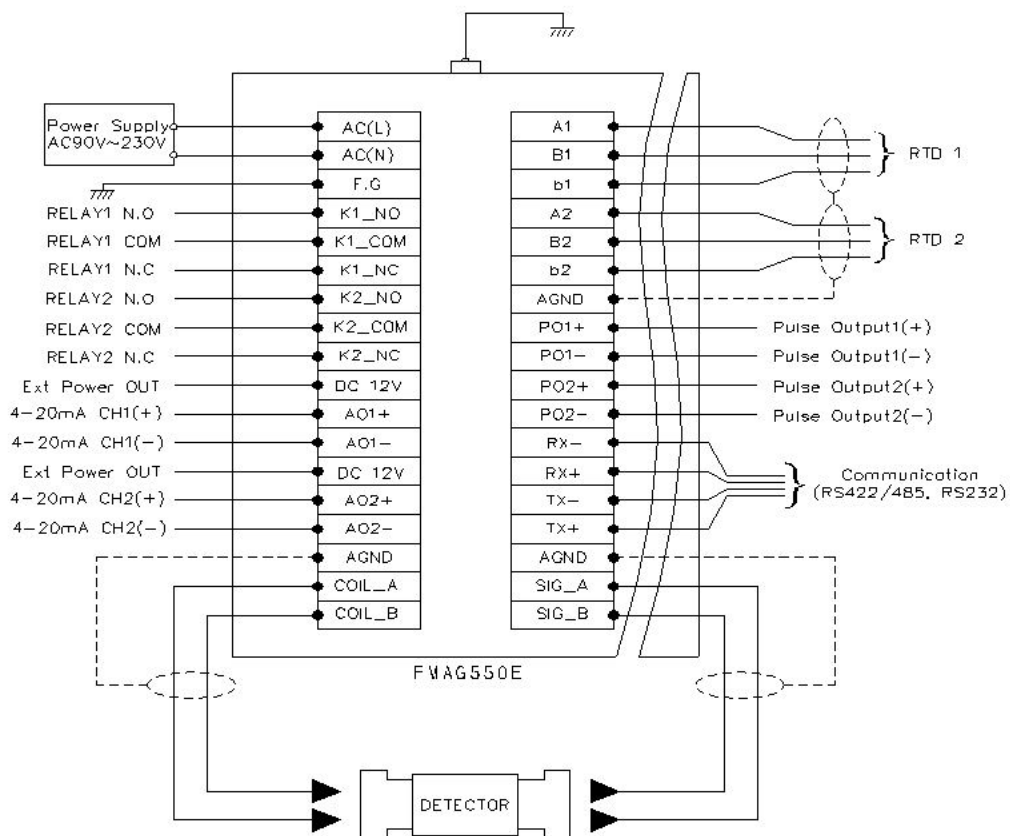 Power Supply
AC90V~230V
RELAY1 N.O
RELAY1 COM
RELAY1 N.C
RELAY2 N.O
RELAY2 COM
RELAY2 N.C
Ext Power OUT
4-20mA CH1(+)
4-20mA CH1(-)
Ext Power OUT
4-20mA CH2(+)
4-20mA CH2(-)
AC(L)
AC(N)
F.G
K1_NO
K1_COM
K1_NC
K2_NO
K2_COM
K2_NC
DC 12V
AO1+
AO1-
DC 12V
AO2+
AO2-
AGND
COIL_A
COIL_B
A1
B1
b1
A2
B2
b2
AGND
PO1+
PO1-
PO2+
PO2-
RX-
RX+
TX-
TX+
AGND
SIG_A
SIG_B
RTD 1
RTD 2
Pulse Output1(+)
Pulse Output1(-)
Pulse Output2(+)
Pulse Output2(-)
Communication
(RS422/485, RS232)
FMAG550E
DETECTOR